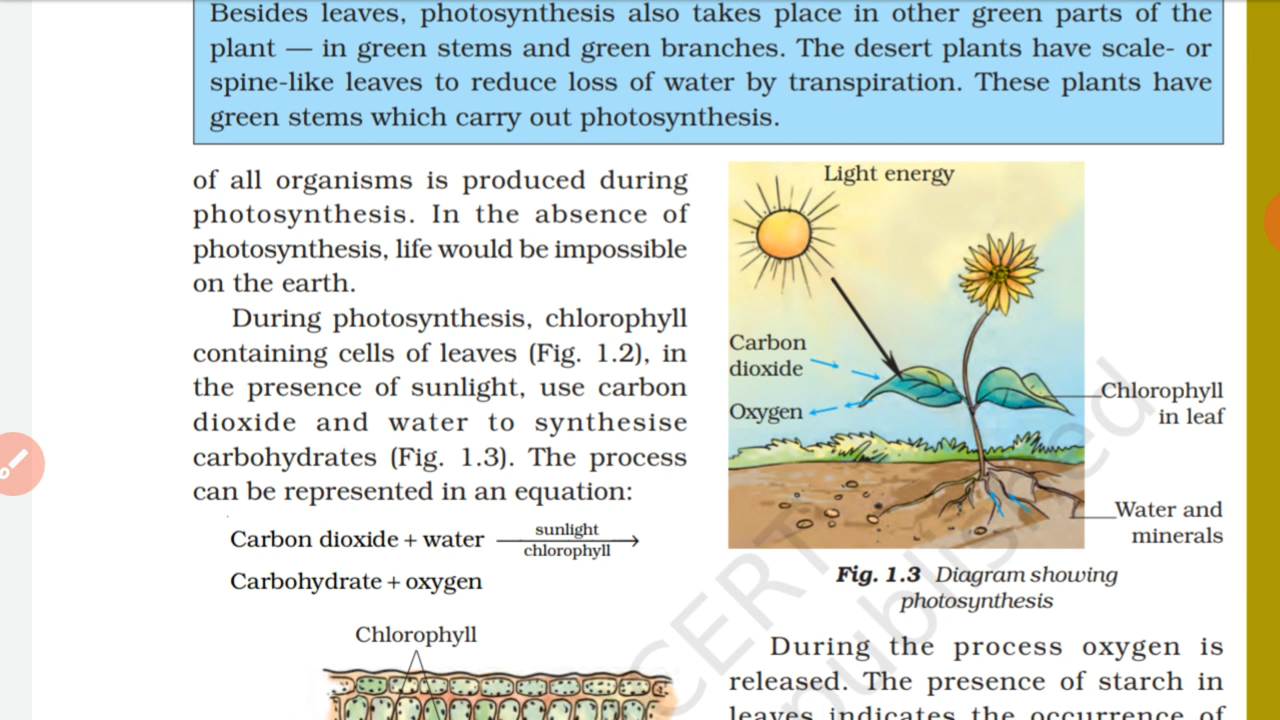 Besides leaves, photosynthesis also takes place in other green parts of the
plant — in green stems and green branches. The desert plants have scale- or
spine-like leaves to reduce loss of water by transpiration. These plants have
green stems which carry out photosynthesis.
of all organisms is produced during
photosynthesis. In the absence of
photosynthesis, life would be impossible
on the earth.
During photosynthesis, chlorophyll
containing cells of leaves (Fig. 1.2), in
the presence of sunlight, use carbon
dioxide and water to synthesise
carbohydrates (Fig. 1.3). The process
can be represented in an equation:
Carbon dioxide + water
sunlight
chlorophyll
Carbohydrate + oxygen
Chlorophyll
Light energy
Carbon
dioxide
Oxygen
Chlorophyll
in leaf
Water and
minerals
Fig. 1.3 Diagram showing
photosynthesis
During the process oxygen is
released. The presence of starch in
leaves indicates the occurrence of
CERT
published